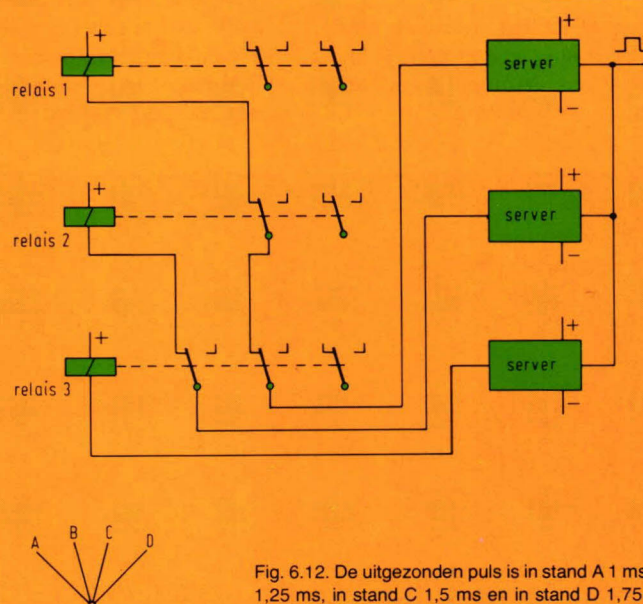 +
relais 1
+
server
−
+
relais 2
+
server
−
+
relais 3
+
server
−
A B C D
Fig. 6.12. De uitgezonden puls is in stand A 1 ms
1,25 ms, in stand C 1,5 ms en in stand D 1,75